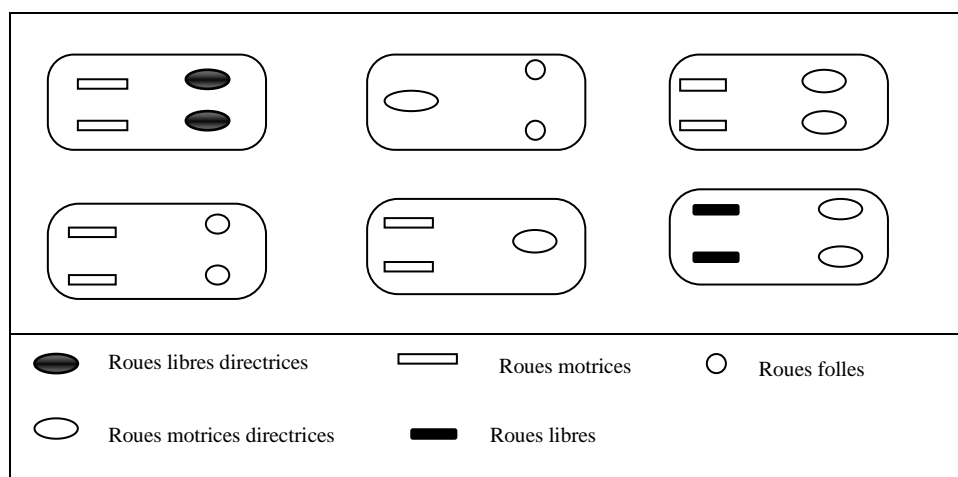 Roues libres directrices
Roues motrices
Roues folles
Roues motrices directrices
Roues libres